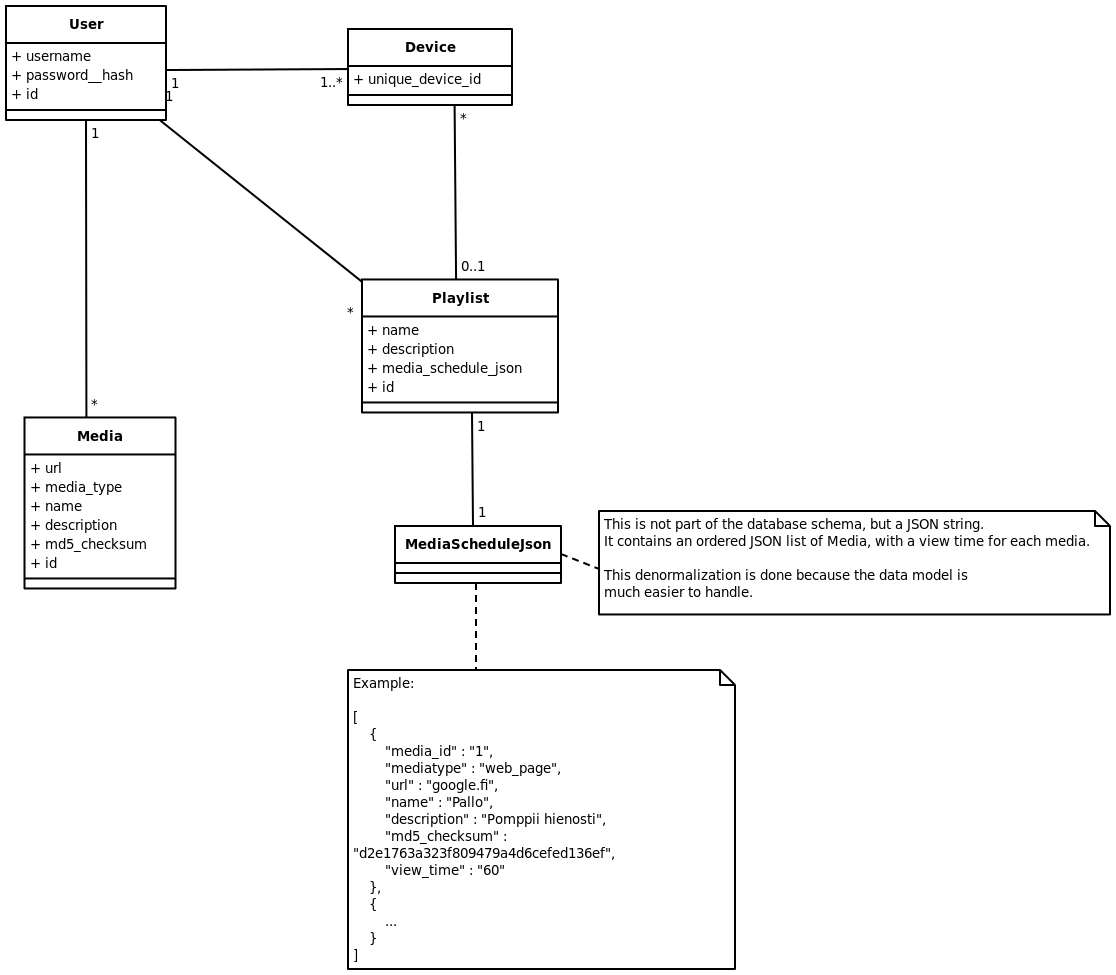 User
+ username
+ password__hash
+ id
Device
+ unique_device_id
1
1..*
1
1
*
0..1
*
*
Playlist
+ name
+ description
+ media_schedule_json
+ id
Media
+ url
+ media_type
+ name
+ description
+ md5_checksum
+ id
1
1
MediaScheduleJson
This is not part of the database schema, but a JSON string.
It contains an ordered JSON list of Media, with a view time for each media.
This denormalization is done because the data model is
much easier to handle.
Example:
[
{
"media_id" : "1",
"mediatype" : "web_page",
"url" : "google.fi",
"name" : "Pallo",
"description" : "Pomppii hienosti",
"md5_checksum" :
"d2e1763a323f809479a4d6cefed136ef",
"view_time" : "60"
},
{
...
}
]